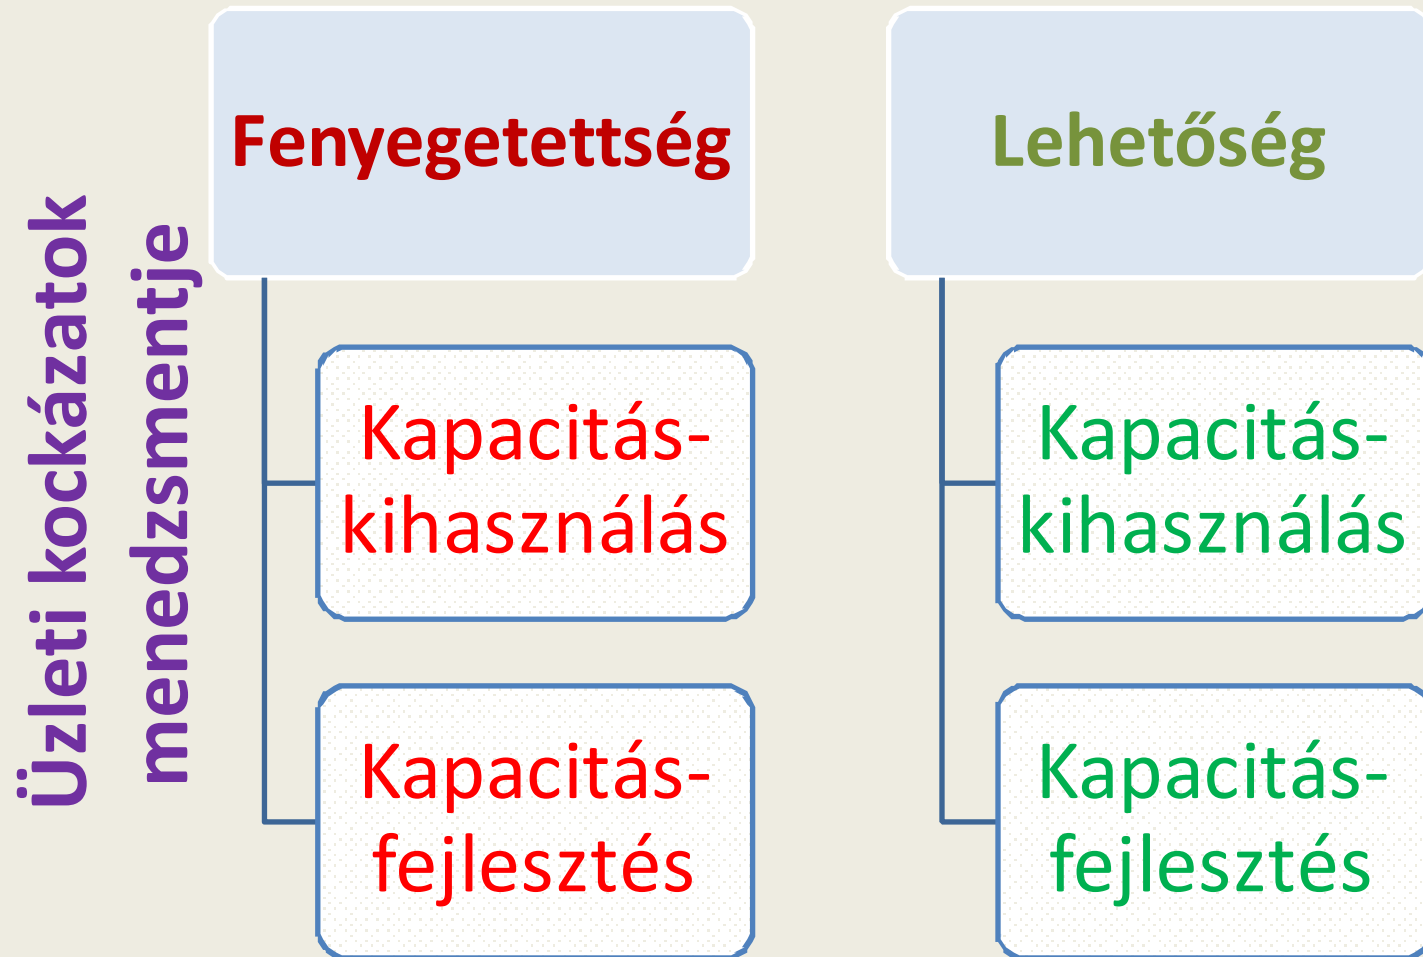 Üzleti kockázatok
menedzsmentje
Fenyegetettség
Kapacitás-
kihasználás
Kapacitás-
fejlesztés
Lehetőség
Kapacitás-
kihasználás
Kapacitás-
fejlesztés